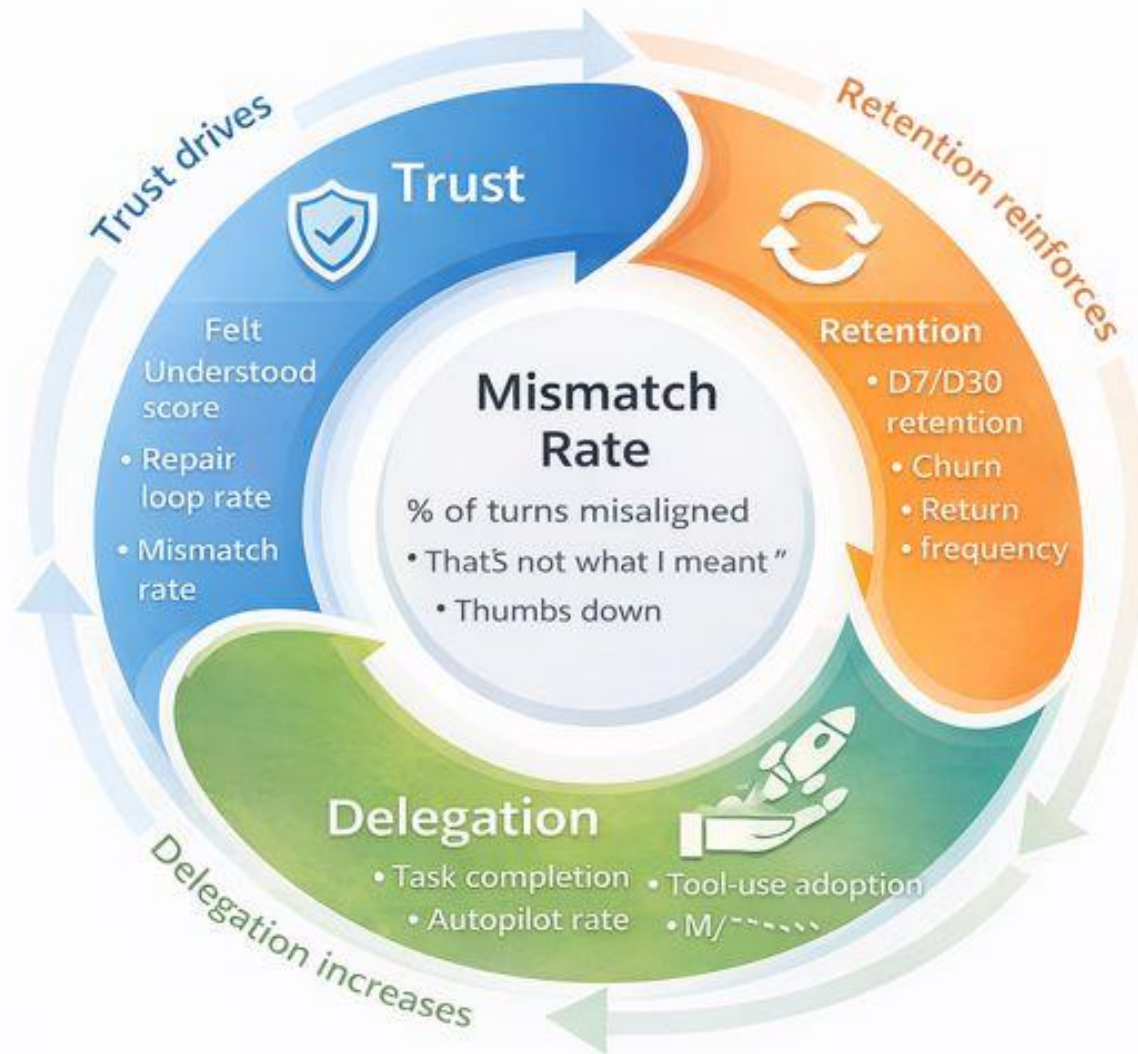 Trust drives
Retention reinforces
Trust
Felt
Understood
score
• Repair
loop rate
• Mismatch
rate
Mismatch
Rate
% of turns misaligned
• That'S not what I meant "
• Thumbs down
Retention
• D7/D30
retention
• Churn
• Return
• frequency
Delegation
• Task completion
• Autopilot rate
• Tool-use adoption
• M/
Delegation increases